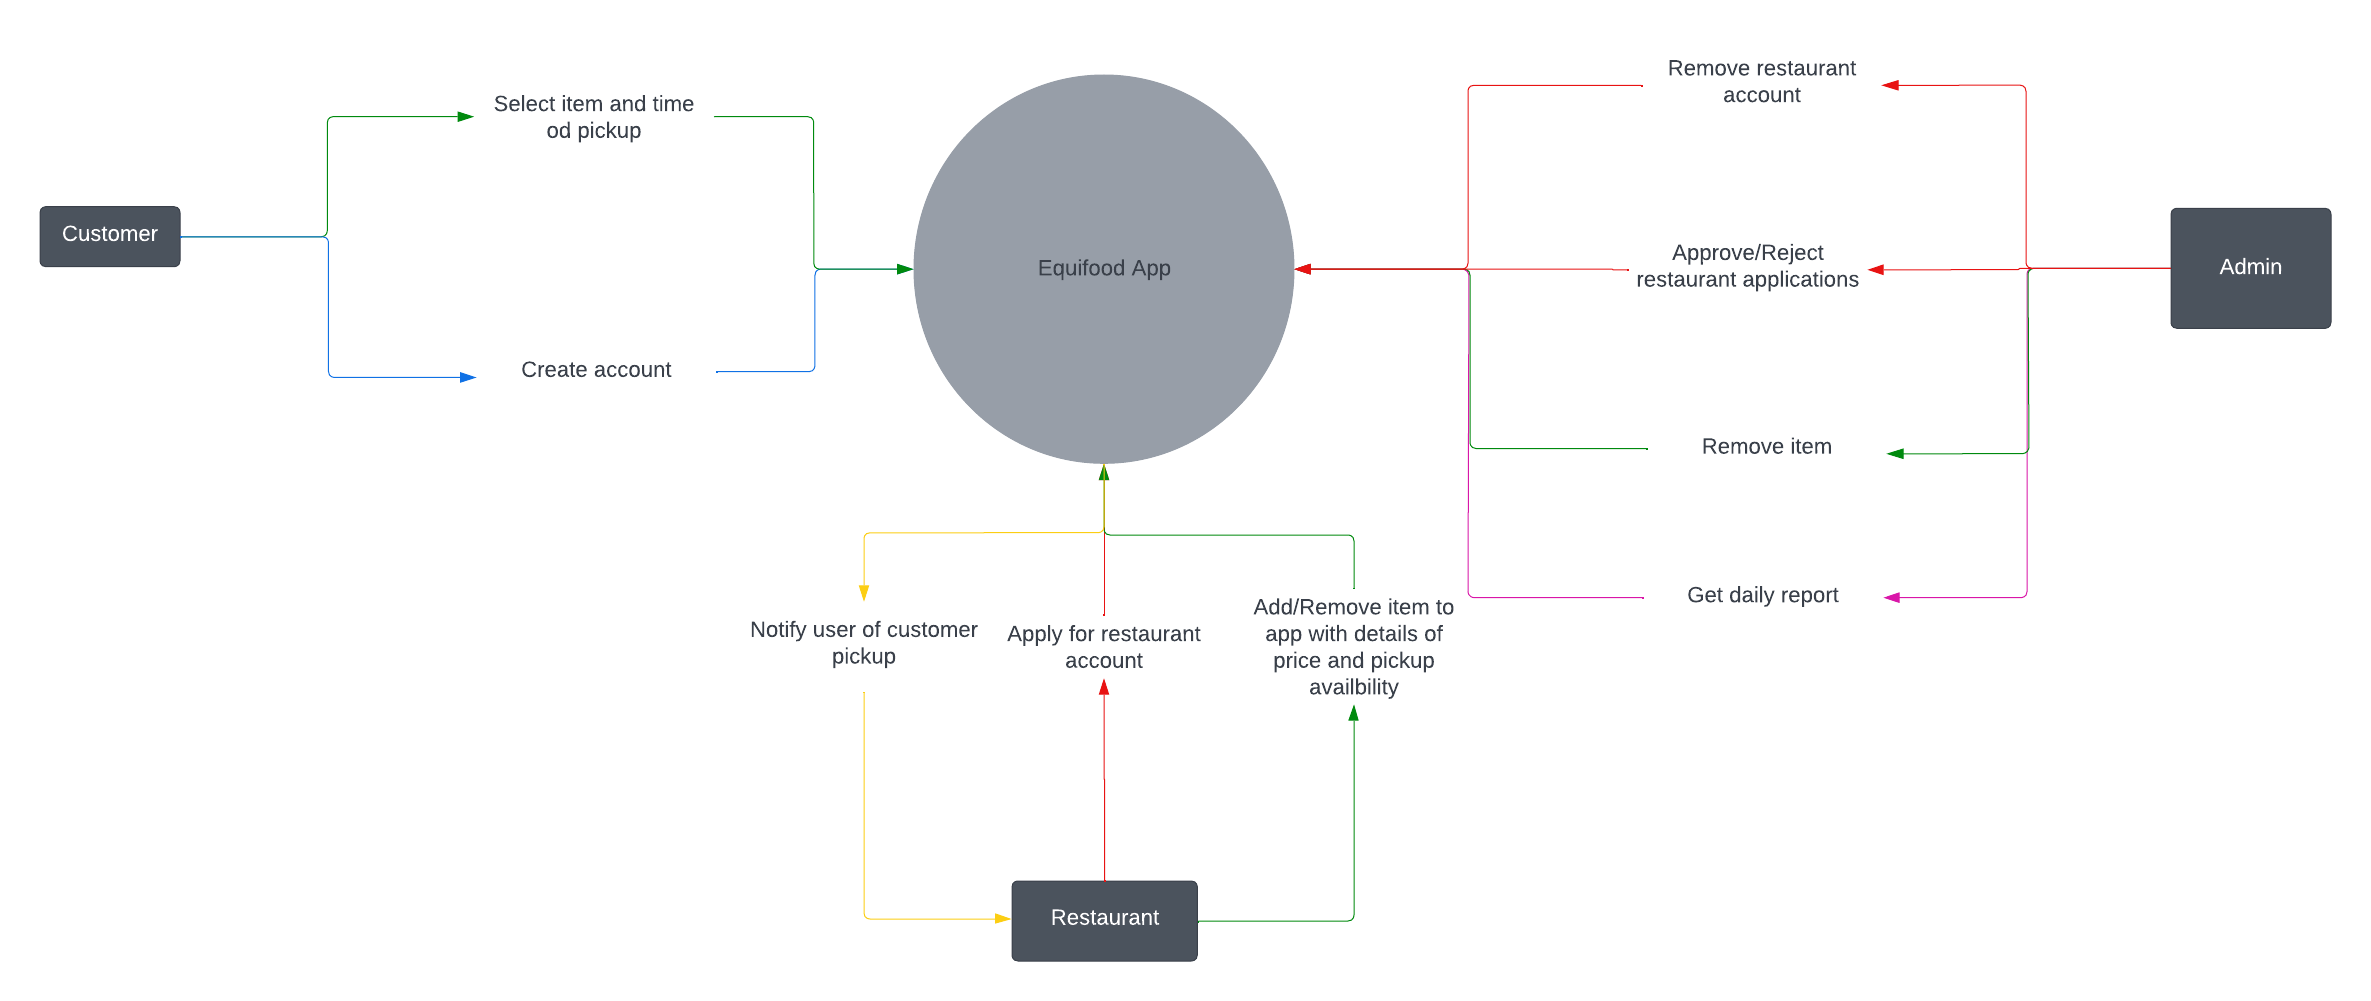 Customer
Select item and time
od pickup
Create account
Equifood App
Remove restaurant
account
Approve/Reject
restaurant applications
Remove item
Get daily report
Admin
Notify user of customer
pickup
Apply for restaurant
account
Add/Remove item to
app with details of
price and pickup
availbility
Restaurant